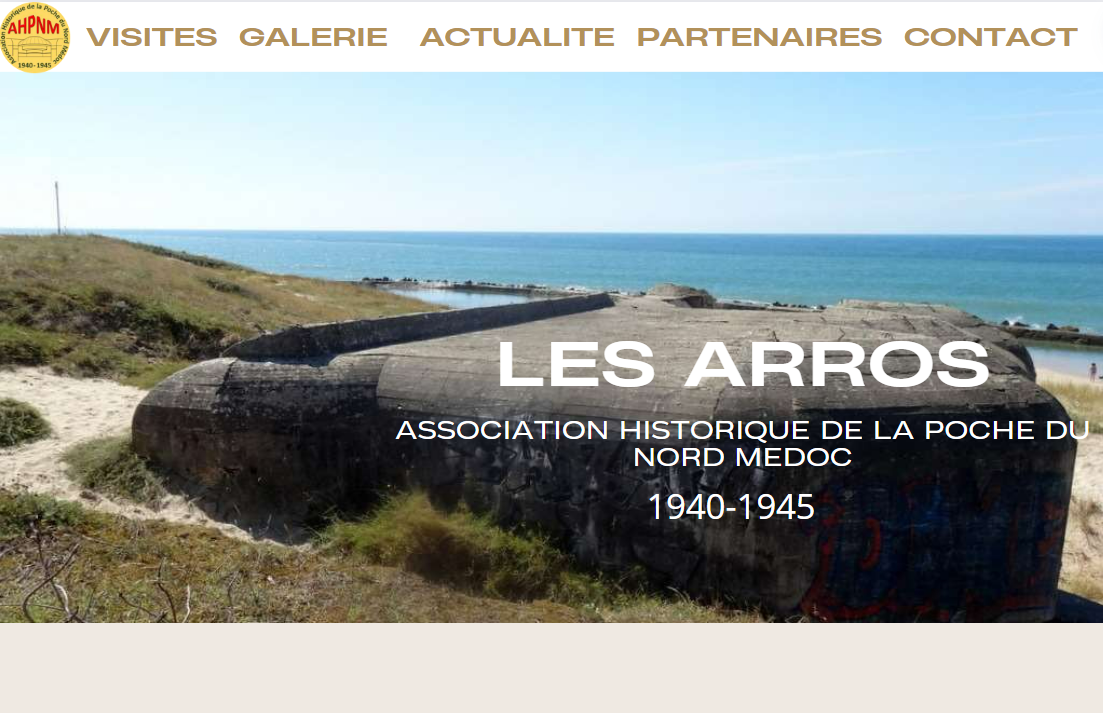 Association Historique de la Poche du Nord Médoc
AHPNM
1940-1945
VISITES GALERIE ACTUALITE PARTENAIRES CONTACT
LES ARROS
ASSOCIATION HISTORIQUE DE LA POCHE DU
NORD MEDOC
1940-1945